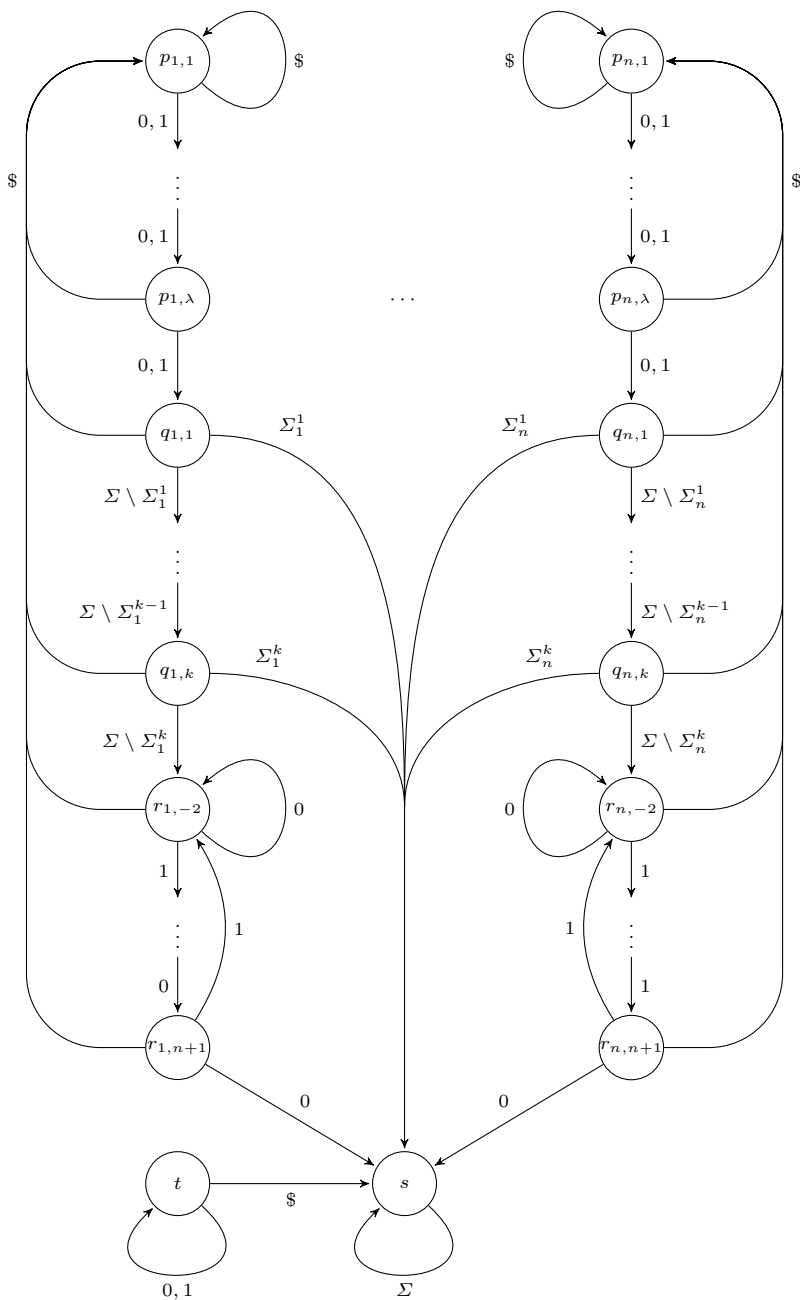 p_{1,1} $ $ p_{n,1}
0, 1 0, 1
$ ⋮ ⋮ $
0, 1 0, 1
p_{1,λ} ... p_{n,λ}
0, 1 0, 1
q_{1,1} Σ_1^1 Σ_n^1 q_{n,1}
Σ \ Σ_1^1 Σ \ Σ_n^1
⋮ ⋮
Σ \ Σ_1^{k−1} Σ \ Σ_n^{k−1}
q_{1,k} Σ_1^k Σ_n^k q_{n,k}
Σ \ Σ_1^k Σ \ Σ_n^k
r_{1,−2} 0 0 r_{n,−2}
1 1
⋮ 1 1 ⋮
0 1
r_{1,n+1} r_{n,n+1}
0 0
t $ s
0, 1 Σ